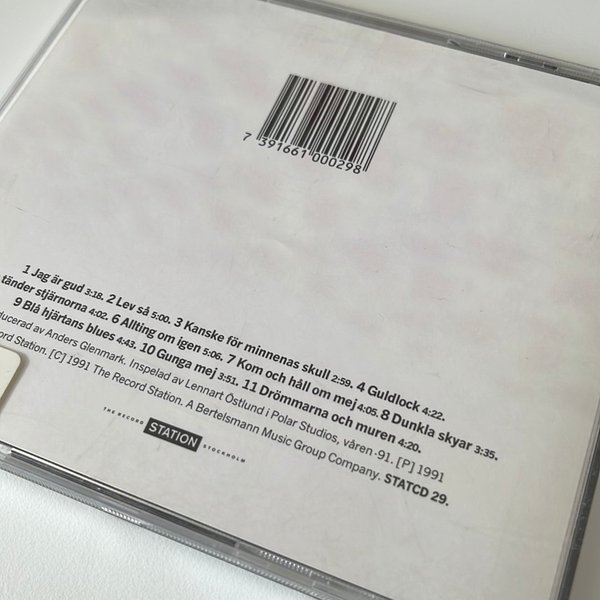 7 391661 000298
1 Jag är gud 3:18. 2 Lev så 5:00. 3 Kanske för minnenas skull 2:59. 4 Guldlock 4:22.
tänder stjärnorna 4:02. 6 Allting om igen 5:06. 7 Kom och håll om mej 4:05. 8 Dunkla skyar 3:35.
9 Blå hjärtans blues 4:43. 10 Gunga mej 3:51. 11 Drömmarna och muren 4:20.
ducerad av Anders Glenmark. Inspelad av Lennart Östlund i Polar Studios, våren -91. [P] 1991
ord Station. [C] 1991 The Record Station. A Bertelsmann Music Group Company. STATCD 29.
THE RECORD STATION STOCKHOLM